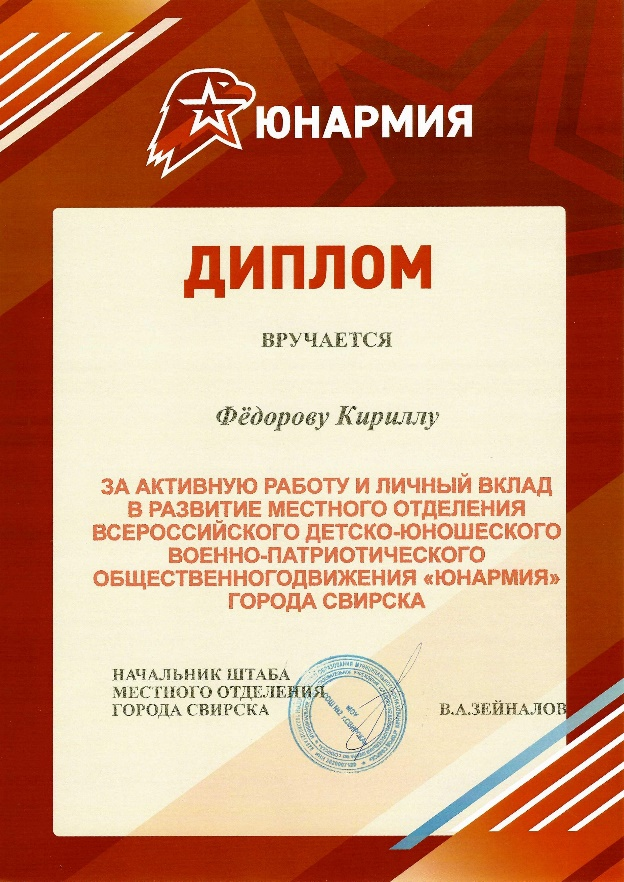 ЮНАРМИЯ
ДИПЛОМ
ВРУЧАЕТСЯ
Фёдорову Кириллу
ЗА АКТИВНУЮ РАБОТУ И ЛИЧНЫЙ ВКЛАД
В РАЗВИТИЕ МЕСТНОГО ОТДЕЛЕНИЯ
ВСЕРОССИЙСКОГО ДЕТСКО-ЮНОШЕСКОГО
ВОЕННО-ПАТРИОТИЧЕСКОГО
ОБЩЕСТВЕННОГОДВИЖЕНИЯ «ЮНАРМИЯ»
ГОРОДА СВИРСКА
НАЧАЛЬНИК ШТАБА
МЕСТНОГО ОТДЕЛЕНИЯ
ГОРОДА СВИРСКА
В.А.ЗЕЙНАЛОВ